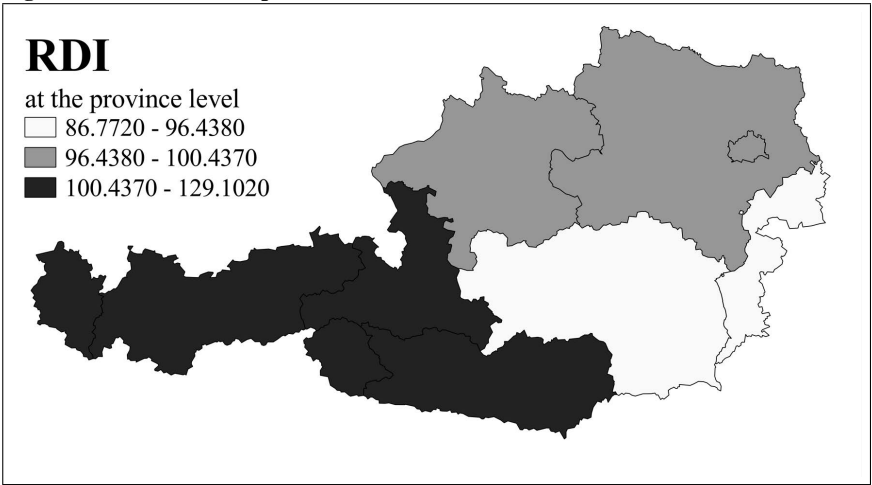 RDI
at the province level
86.7720 - 96.4380
96.4380 - 100.4370
100.4370 - 129.1020